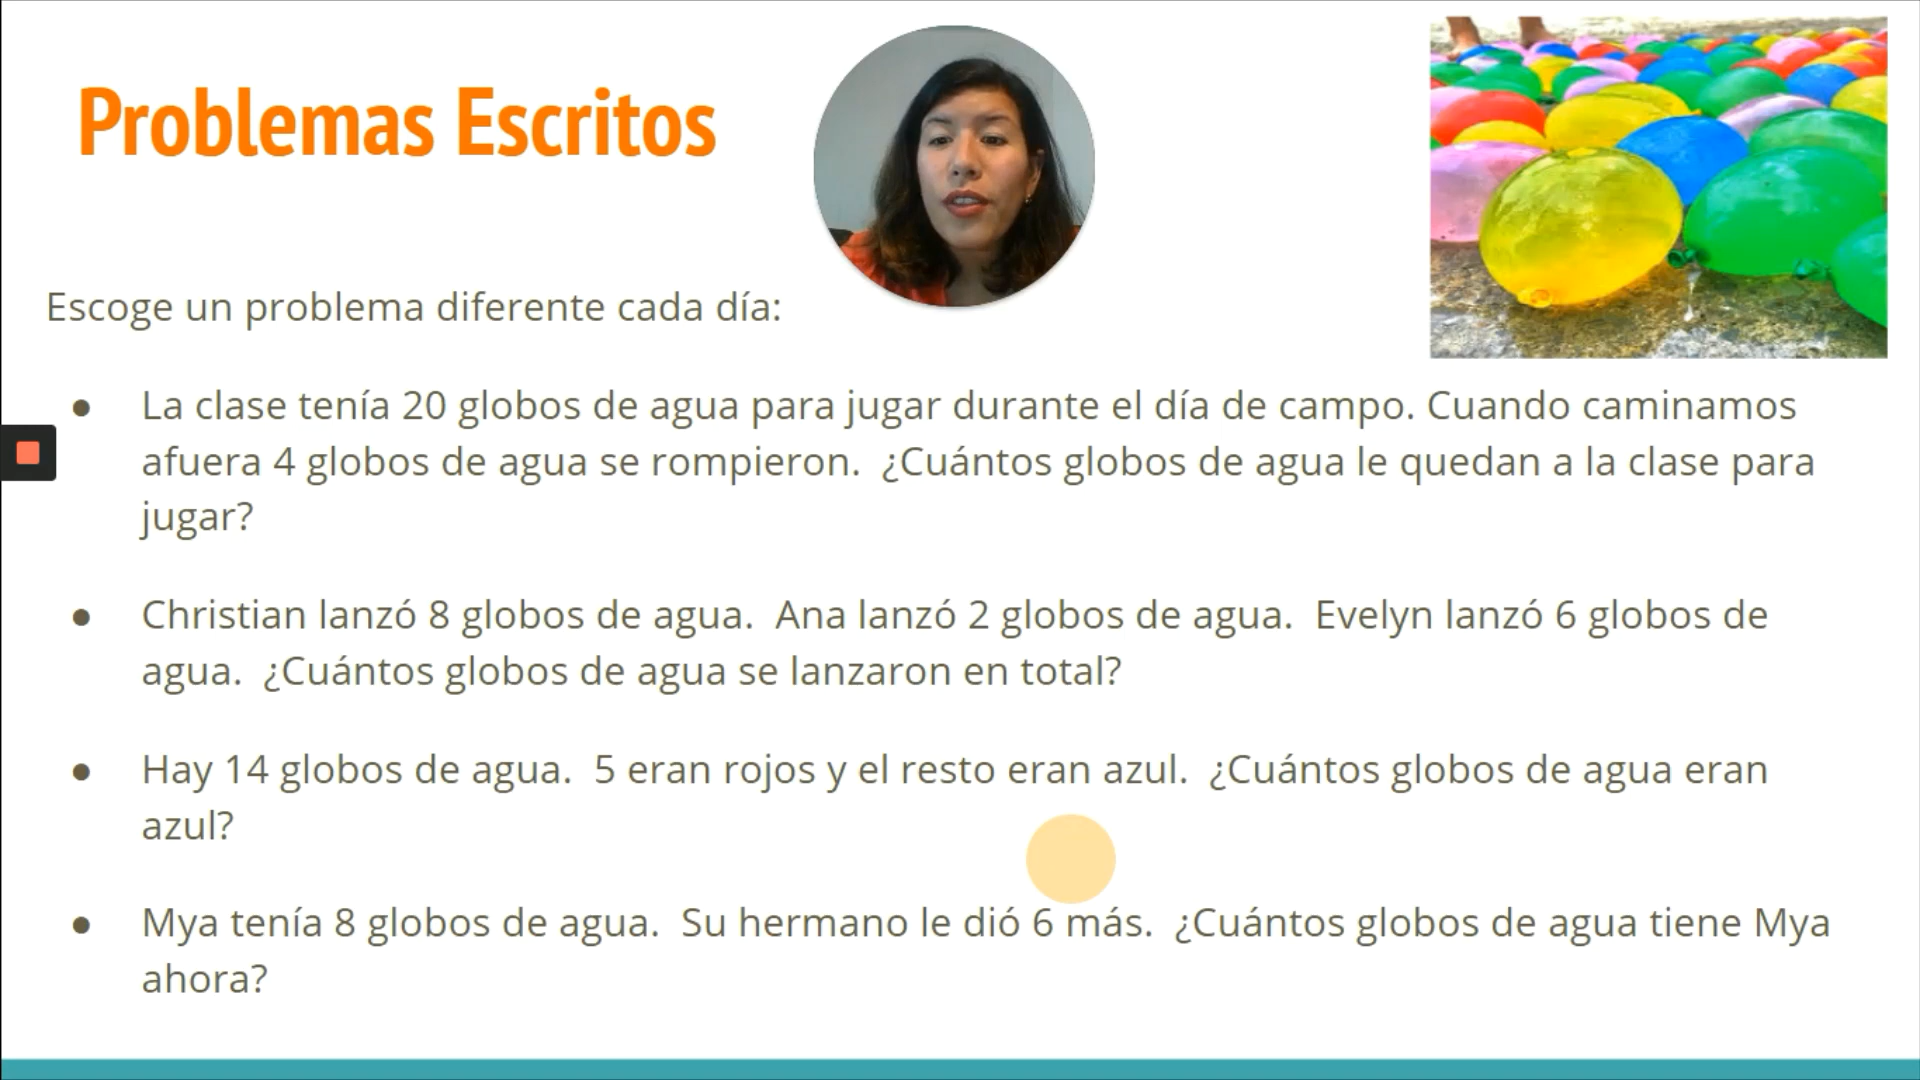 Problemas Escritos
Escoge un problema diferente cada día:
● La clase tenía 20 globos de agua para jugar durante el día de campo. Cuando caminamos
afuera 4 globos de agua se rompieron.  ¿Cuántos globos de agua le quedan a la clase para
jugar?
● Christian lanzó 8 globos de agua.  Ana lanzó 2 globos de agua.  Evelyn lanzó 6 globos de
agua.  ¿Cuántos globos de agua se lanzaron en total?
● Hay 14 globos de agua.  5 eran rojos y el resto eran azul.  ¿Cuántos globos de agua eran
azul?
● Mya tenía 8 globos de agua.  Su hermano le dió 6 más.  ¿Cuántos globos de agua tiene Mya
ahora?